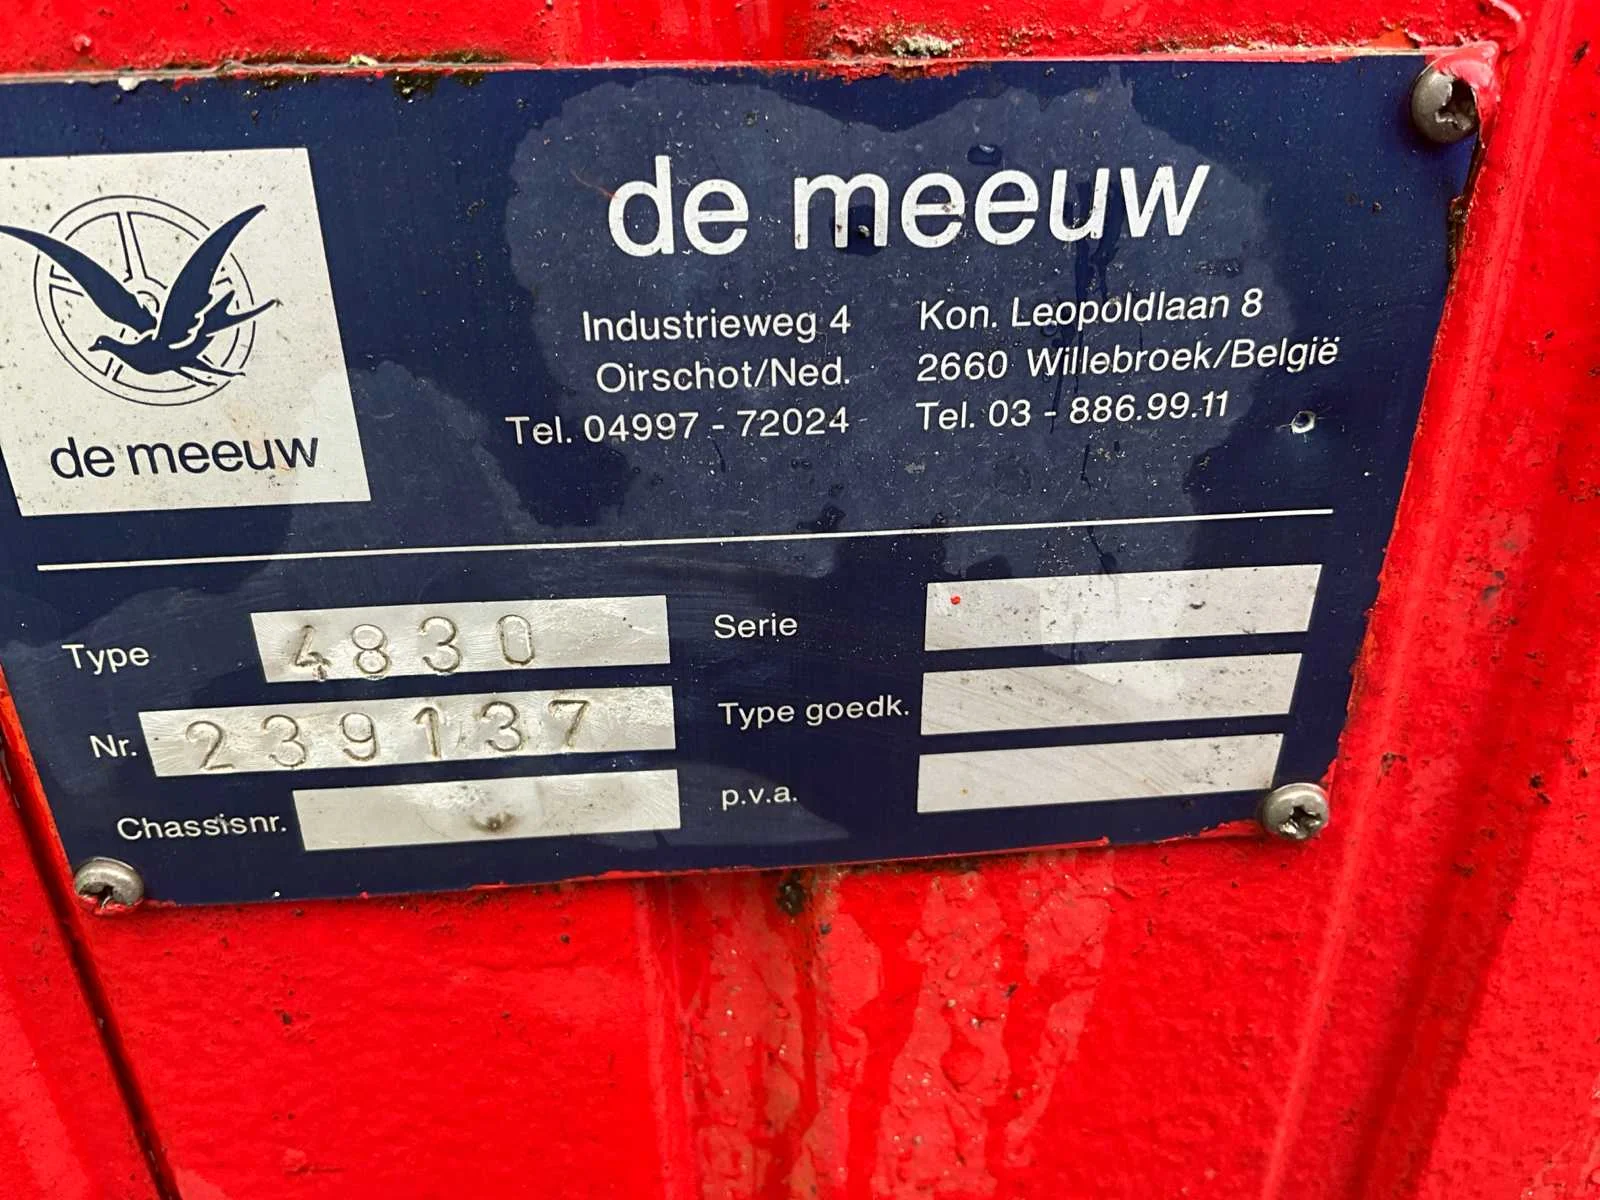 de meeuw
de meeuw
Industrieweg 4
Oirschot/Ned.
Tel. 04997 - 72024
Kon. Leopoldlaan 8
2660 Willebroek/België
Tel. 03 - 886.99.11
Type 4830
Nr. 239137
Chassisnr.
Serie
Type goedk.
p.v.a.